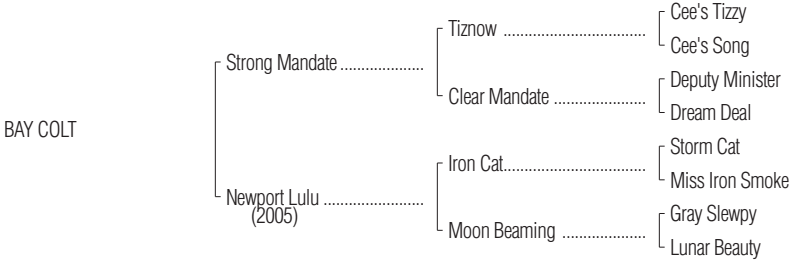 Cee's Tizzy
Tiznow ................................
Cee's Song
Strong Mandate ....................
Deputy Minister
Clear Mandate .....................
Dream Deal
BAY COLT
Storm Cat
Iron Cat................................
Miss Iron Smoke
Newport Lulu ........................
(2005)
Gray Slewpy
Moon Beaming ...................
Lunar Beauty